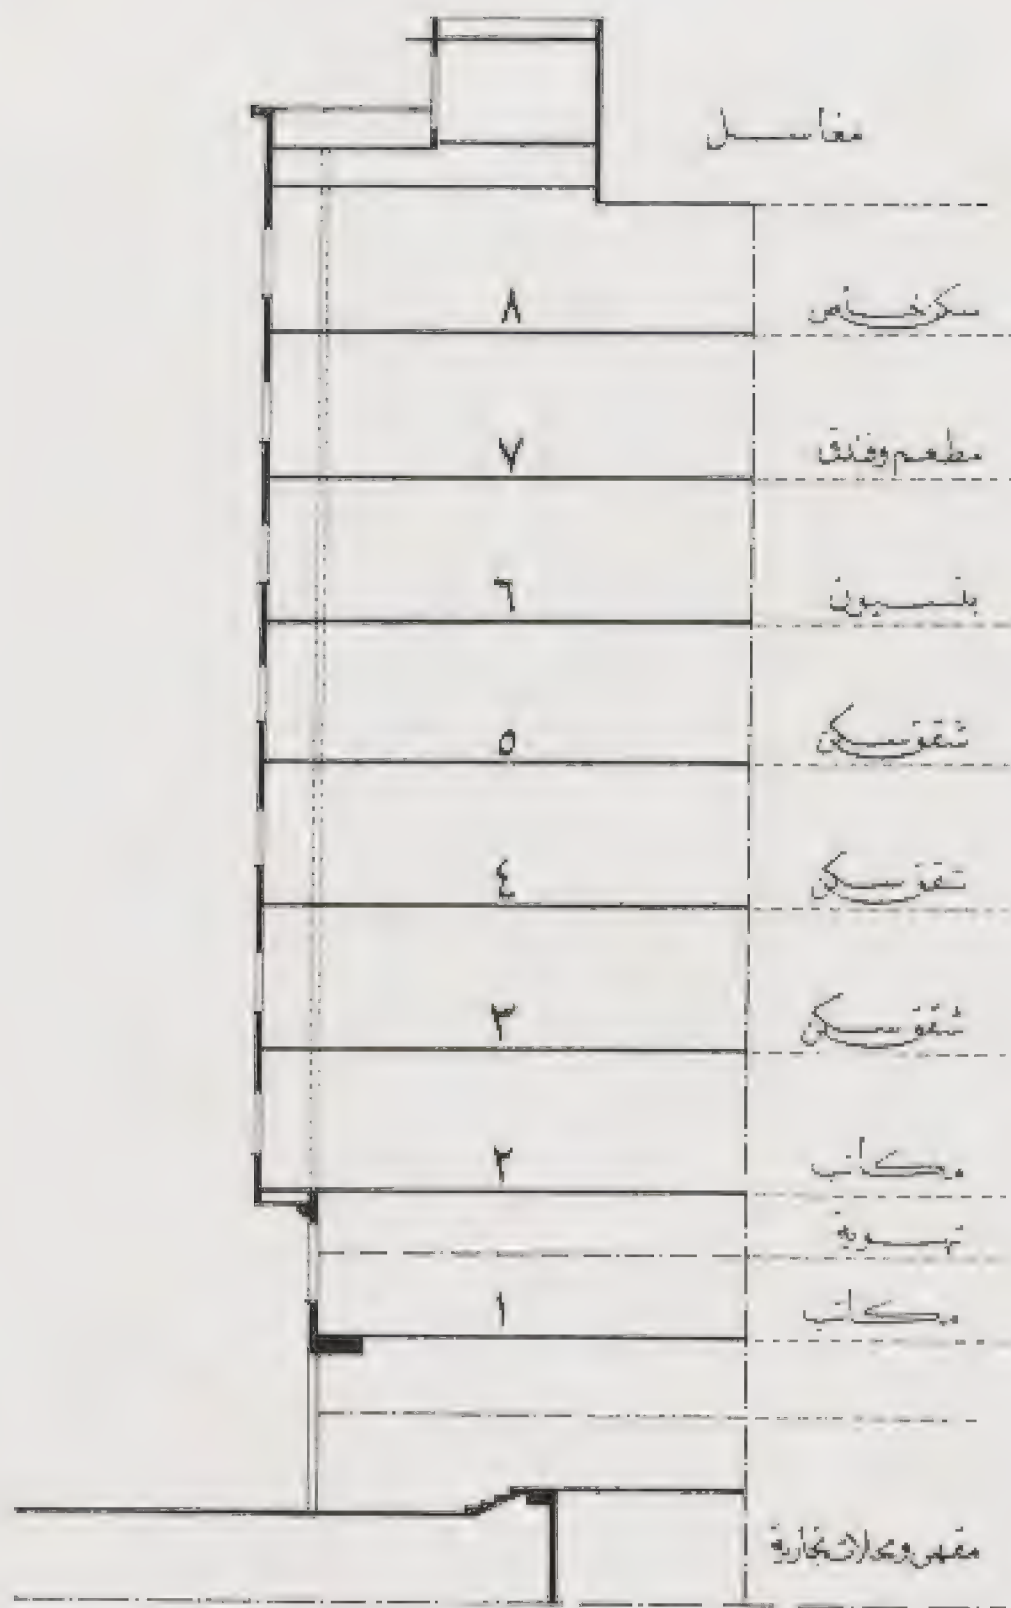 مغاسل
٨
سكن خاص
٧
مطعم وفندق
٦
بنسيون
٥
شقق سكن
٤
شقق سكن
٣
شقق سكن
٢
مكاتب
تهوية
١
مكاتب
مقهى ومحلات تجارية